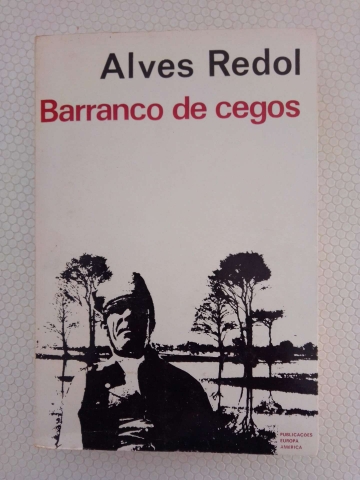 Alves Redol
Barranco de cegos
PUBLICAÇÕES
EUROPA
AMÉRICA